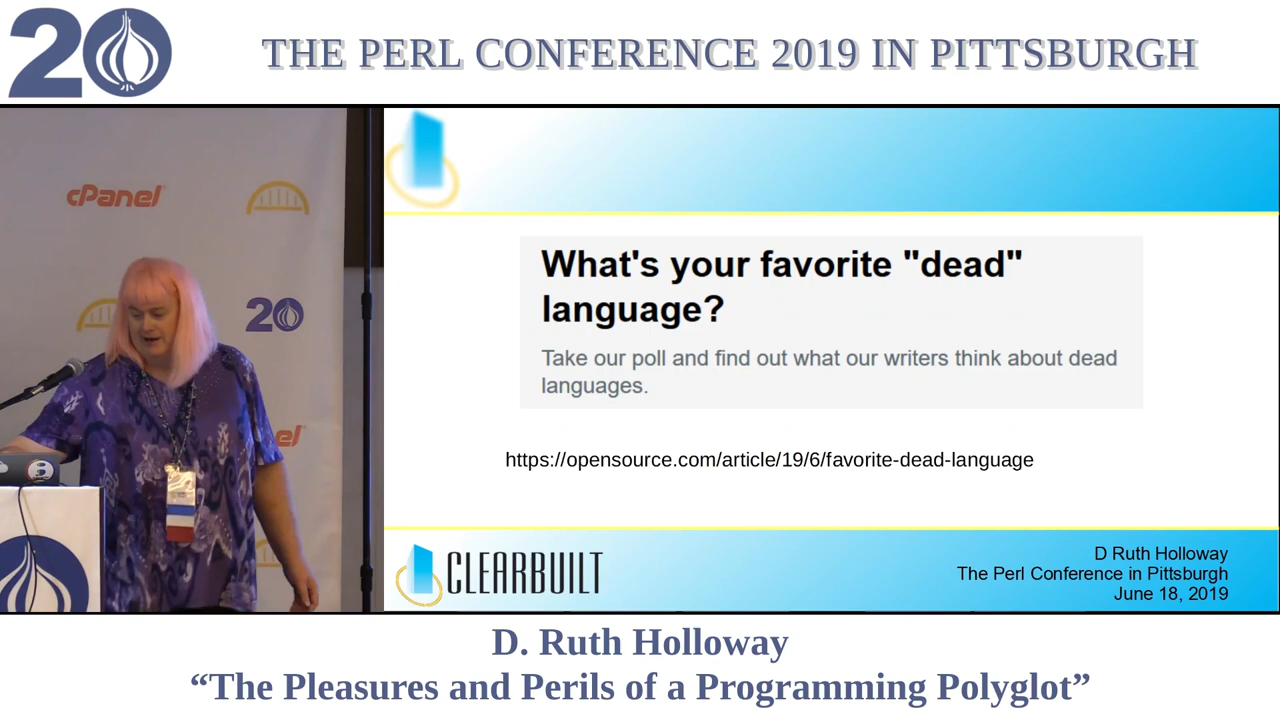 20
THE PERL CONFERENCE 2019 IN PITTSBURGH
cPanel
20
el
What's your favorite "dead"
language?
Take our poll and find out what our writers think about dead
languages.
https://opensource.com/article/19/6/favorite-dead-language
CLEARBUILT
D Ruth Holloway
The Perl Conference in Pittsburgh
June 18, 2019
D. Ruth Holloway
“The Pleasures and Perils of a Programming Polyglot”